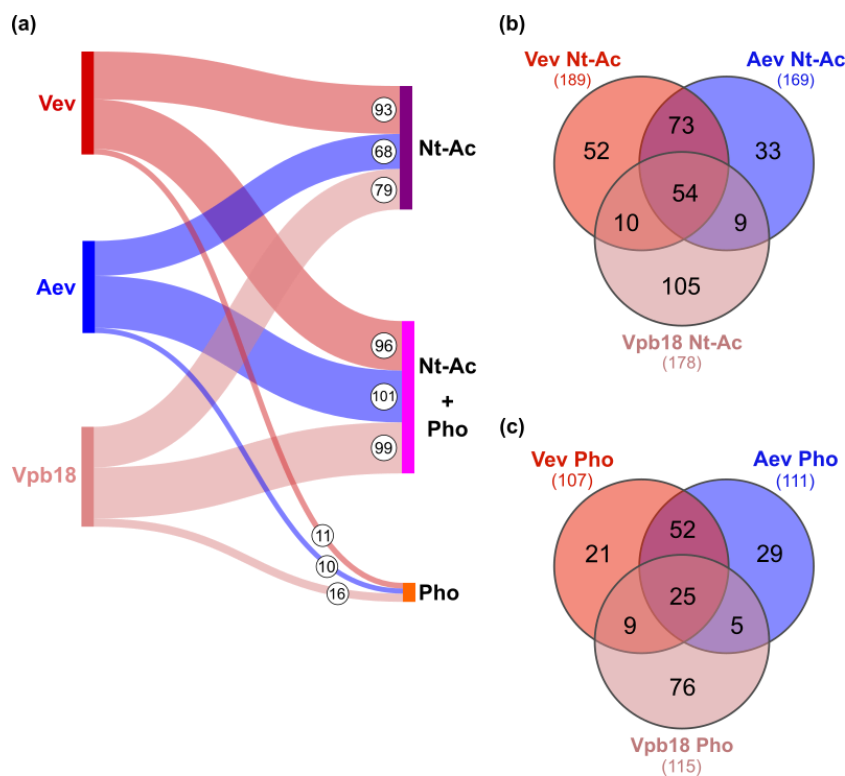 (a)
Vev
Aev
Vpb18
93
68
79
Nt-Ac
96
101
99
Nt-Ac
+
Pho
11
10
16
Pho
(b)
Vev Nt-Ac
(189)
Aev Nt-Ac
(169)
52
73
33
54
10
9
105
Vpb18 Nt-Ac
(178)
(c)
Vev Pho
(107)
Aev Pho
(111)
21
52
29
25
9
5
76
Vpb18 Pho
(115)